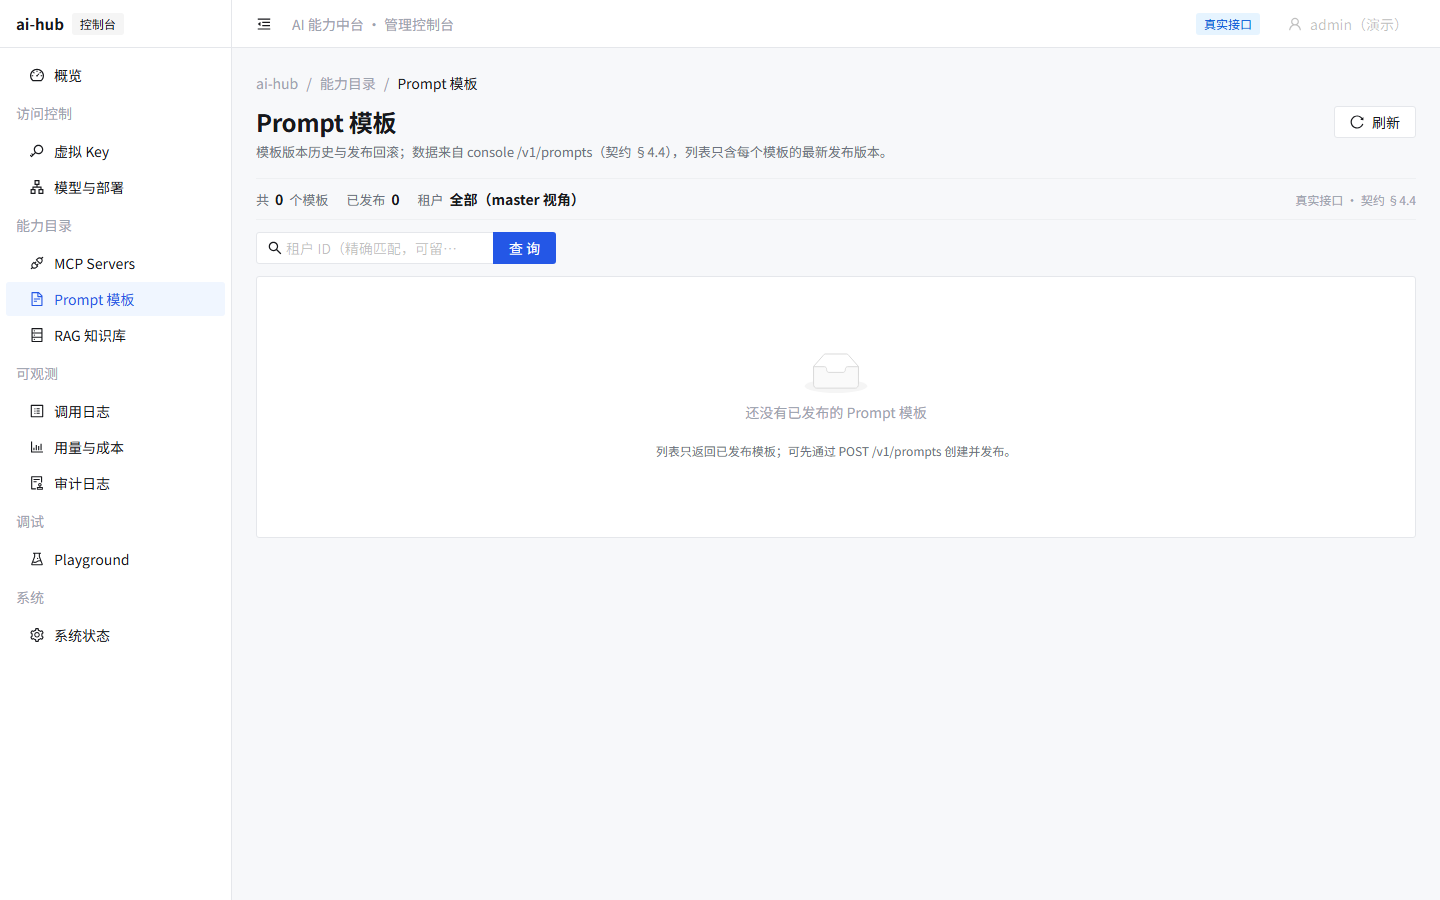 ai-hub 控制台
AI 能力中台 · 管理控制台
真实接口
admin（演示）
概览
访问控制
虚拟 Key
模型与部署
能力目录
MCP Servers
Prompt 模板
RAG 知识库
可观测
调用日志
用量与成本
审计日志
调试
Playground
系统
系统状态
ai-hub / 能力目录 / Prompt 模板
Prompt 模板
刷新
模板版本历史与发布回滚；数据来自 console /v1/prompts（契约 §4.4），列表只含每个模板的最新发布版本。
共 0 个模板 已发布 0 租户 全部（master 视角）
真实接口 · 契约 §4.4
租户 ID（精确匹配，可留…
查 询
还没有已发布的 Prompt 模板
列表只返回已发布模板；可先通过 POST /v1/prompts 创建并发布。